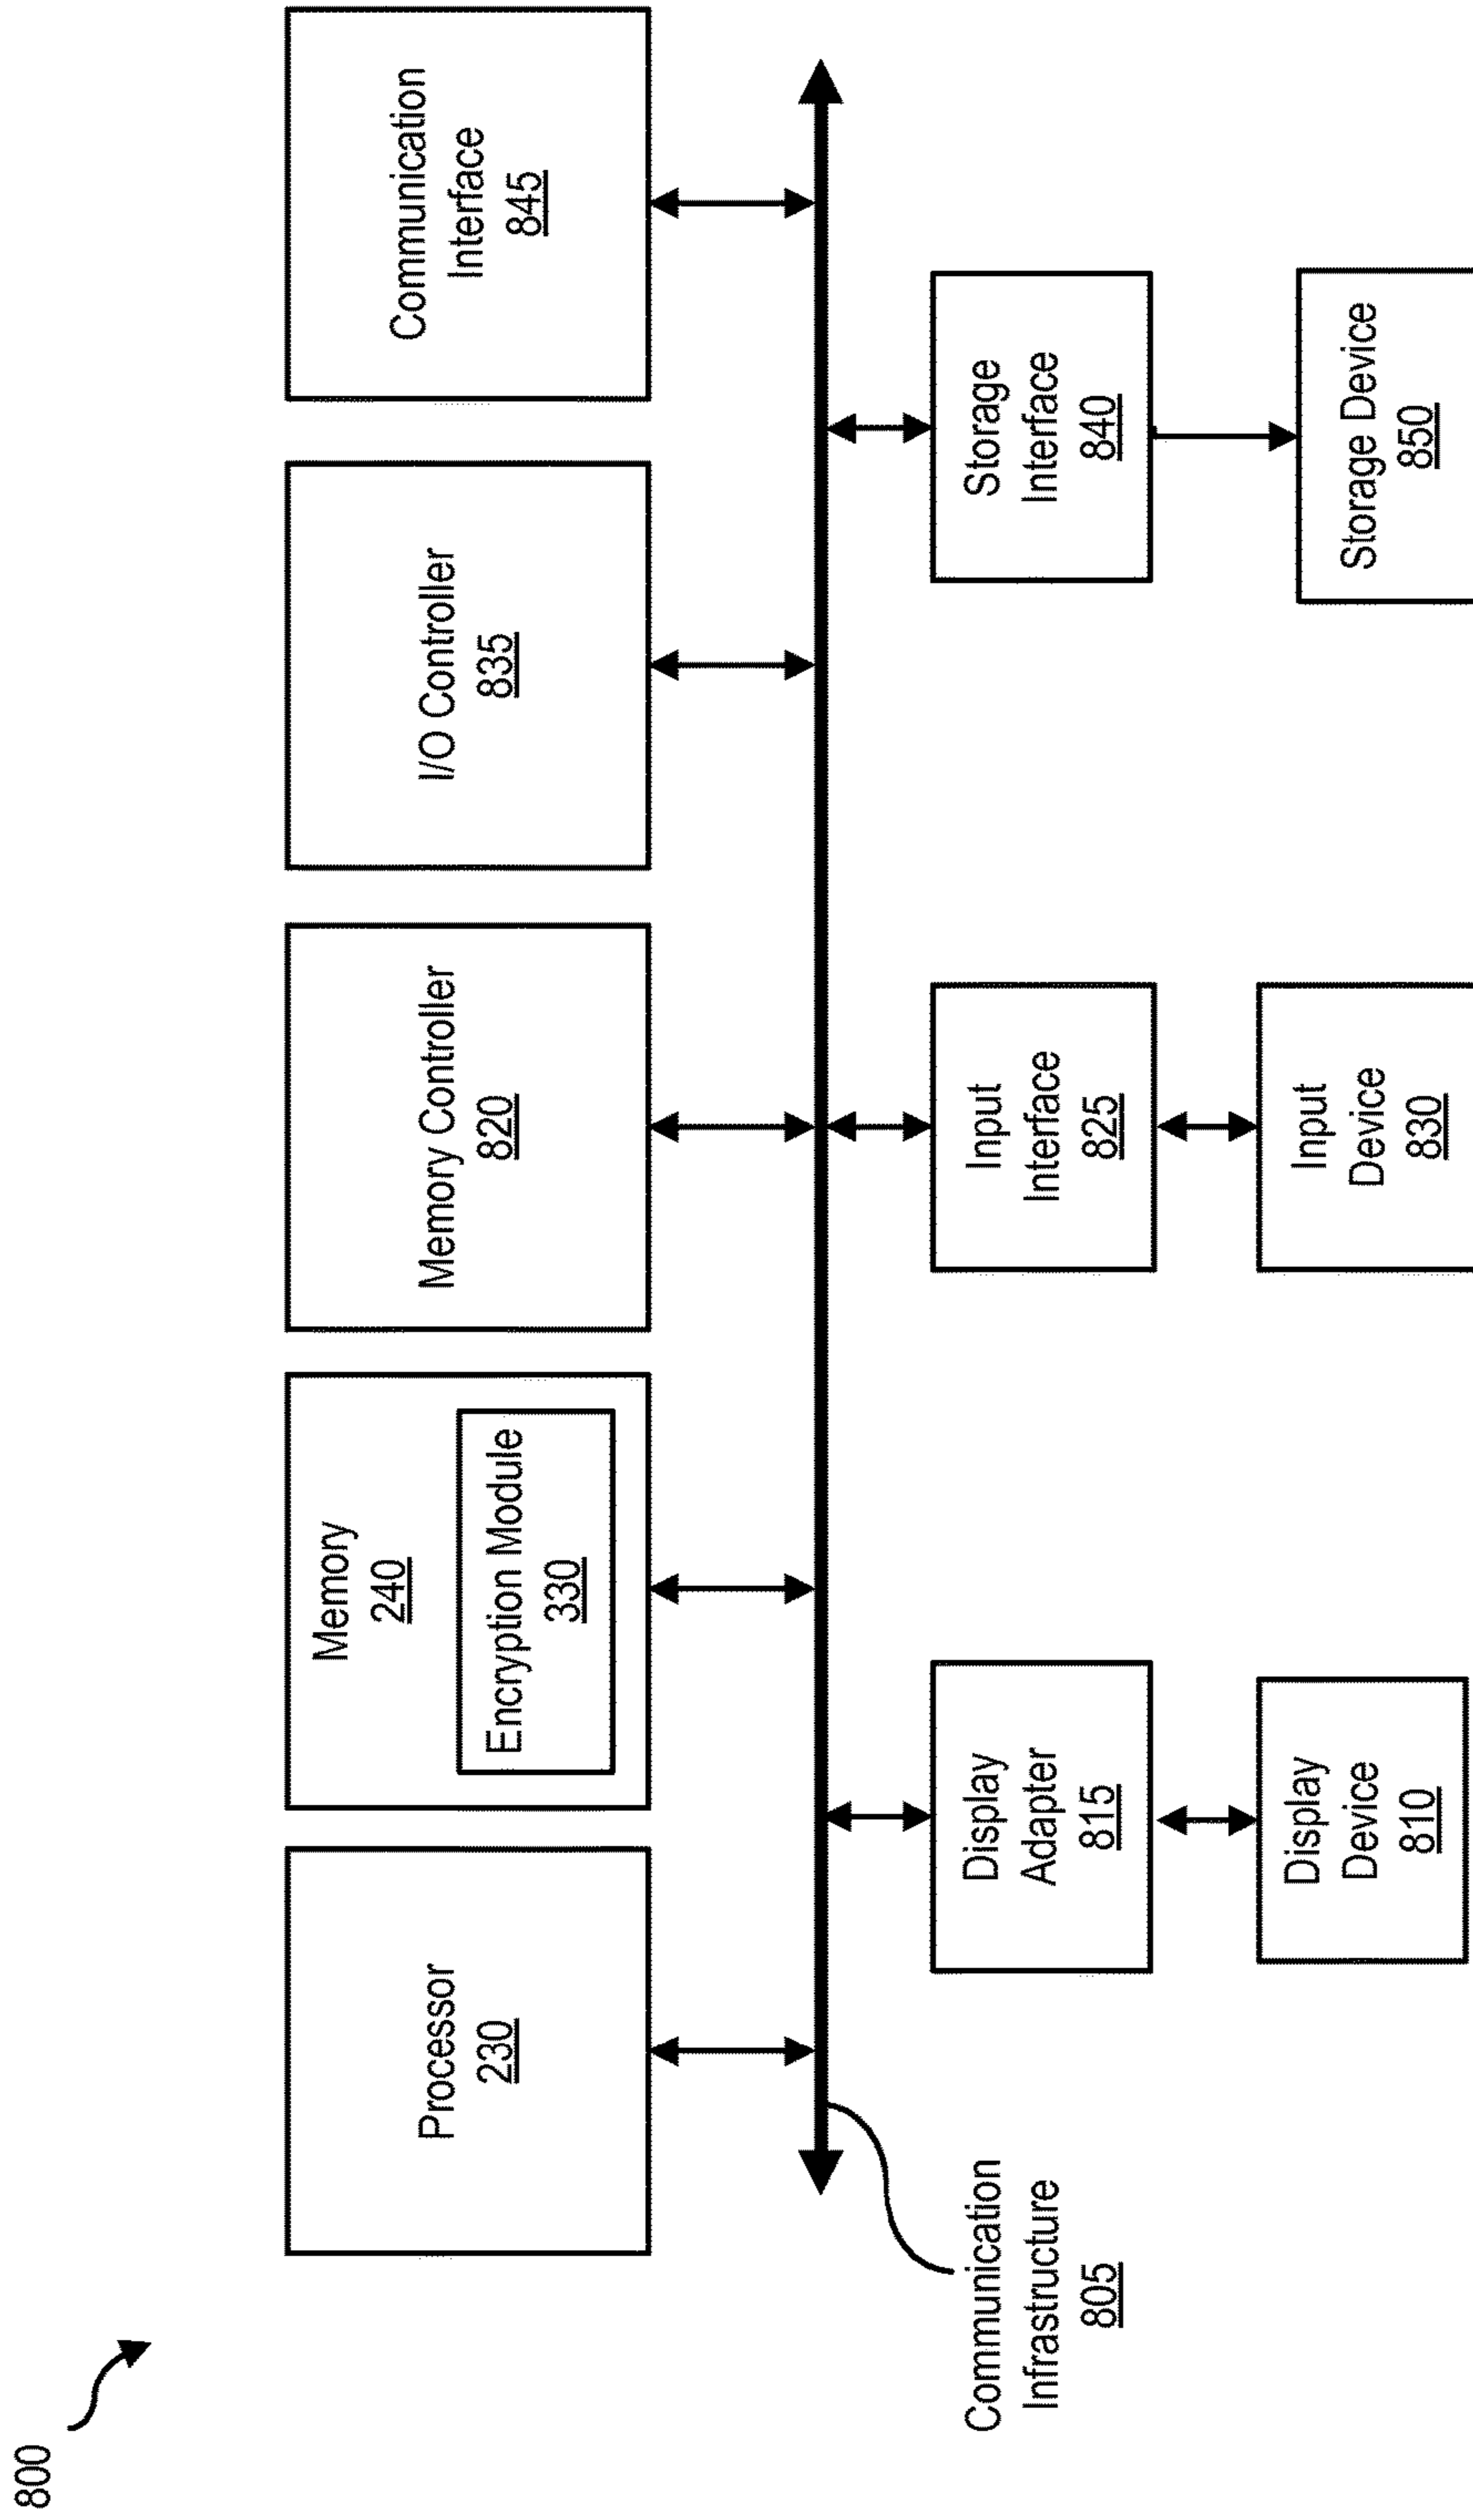 800
Processor
230
Memory
240
Encryption Module
330
Memory Controller
820
I/O Controller
835
Communication
Interface
845
Communication
Infrastructure
805
Display
Adapter
815
Input
Interface
825
Storage
Interface
840
Display
Device
810
Input
Device
830
Storage Device
850